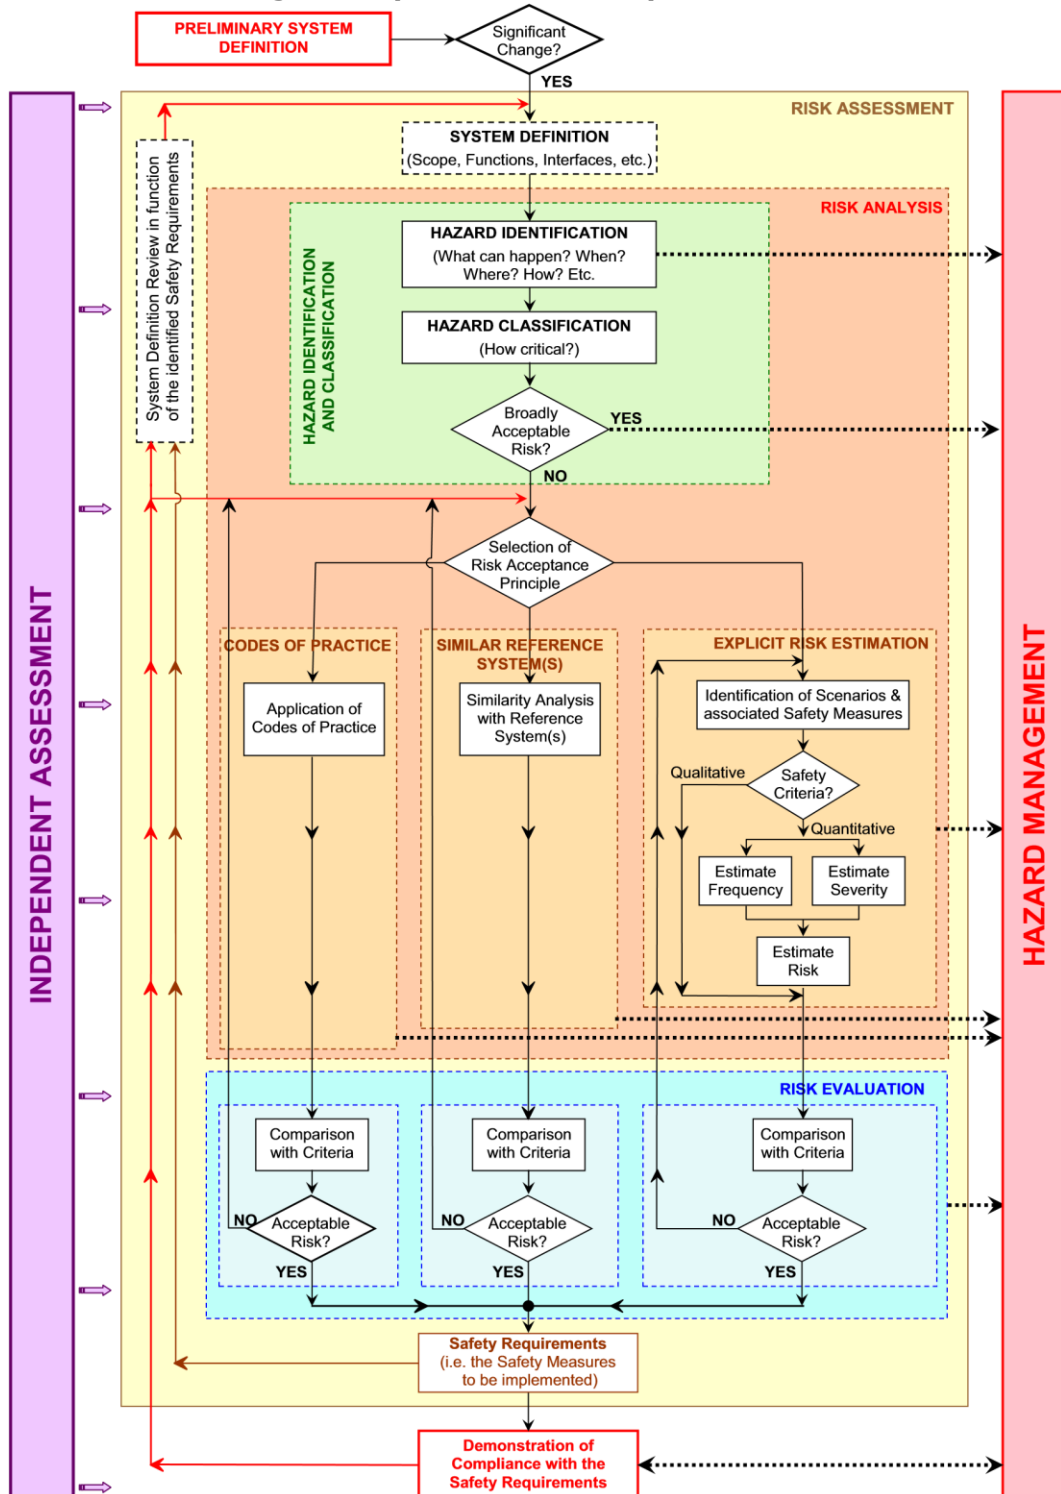 PRELIMINARY SYSTEM
DEFINITION
Significant
Change?
YES
RISK ASSESSMENT
SYSTEM DEFINITION
(Scope, Functions, Interfaces, etc.)
System Definition Review in function
of the identified Safety Requirements
RISK ANALYSIS
HAZARD IDENTIFICATION
AND CLASSIFICATION
HAZARD IDENTIFICATION
(What can happen? When?
Where? How? Etc.
HAZARD CLASSIFICATION
(How critical?)
Broadly
Acceptable
Risk?
YES
NO
Selection of
Risk Acceptance
Principle
CODES OF PRACTICE
Application of
Codes of Practice
SIMILAR REFERENCE
SYSTEM(S)
Similarity Analysis
with Reference
System(s)
EXPLICIT RISK ESTIMATION
Identification of Scenarios &
associated Safety Measures
Qualitative
Safety
Criteria?
Quantitative
Estimate
Frequency
Estimate
Severity
Estimate
Risk
RISK EVALUATION
Comparison
with Criteria
Comparison
with Criteria
Comparison
with Criteria
NO
Acceptable
Risk?
YES
NO
Acceptable
Risk?
YES
NO
Acceptable
Risk?
YES
Safety Requirements
(i.e. the Safety Measures
to be implemented)
Demonstration of
Compliance with the
Safety Requirements
INDEPENDENT ASSESSMENT
HAZARD MANAGEMENT